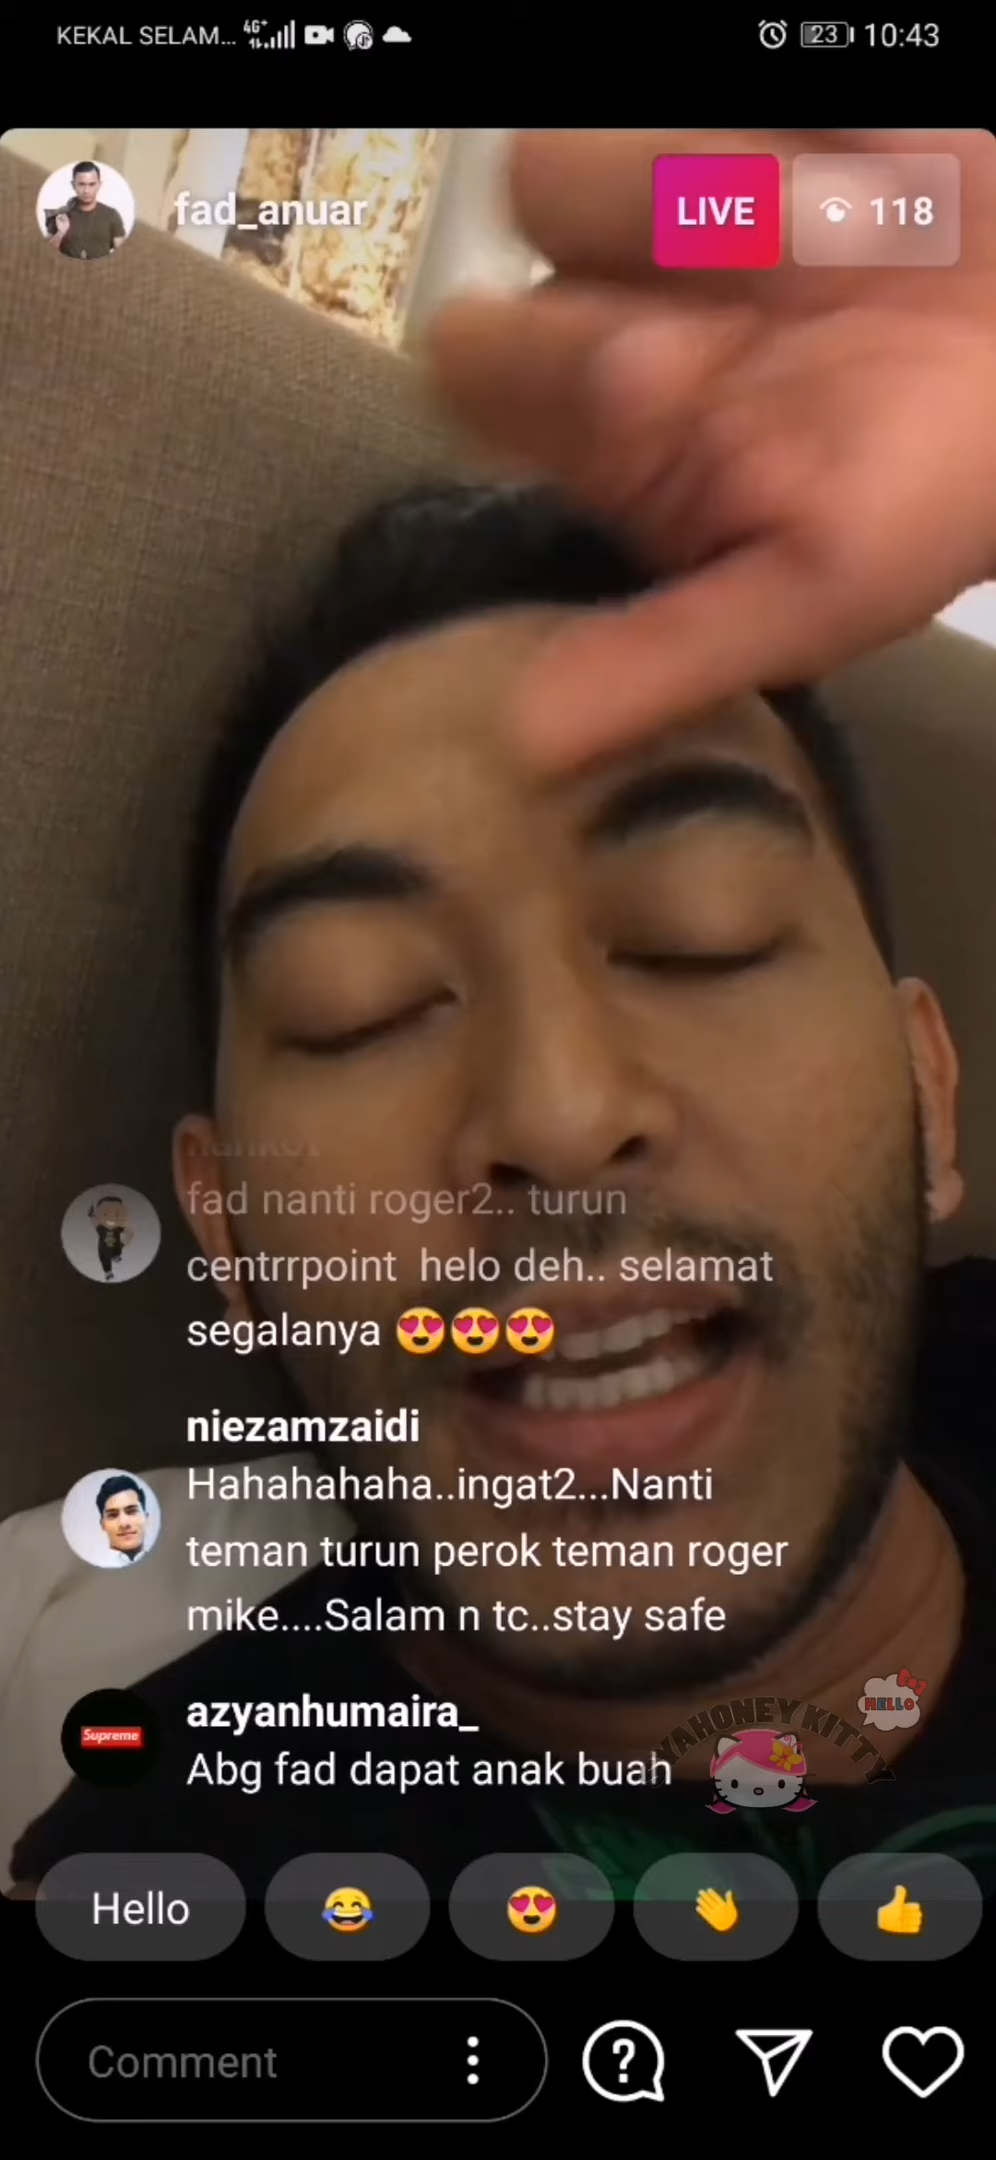 KEKAL SELAM... 4G+ 23 10:43
fad_anuar LIVE 118
fad nanti roger2.. turun
centrrpoint helo deh.. selamat
segalanya 😍😍😍
niezamzaidi
Hahahahaha..ingat2...Nanti
teman turun perok teman roger
mike....Salam n tc..stay safe
Supreme
azyanhumaira_
Abg fad dapat anak buah
HELLO
YAHONEYKITTY
Hello 😂 😍 👋 👍
Comment